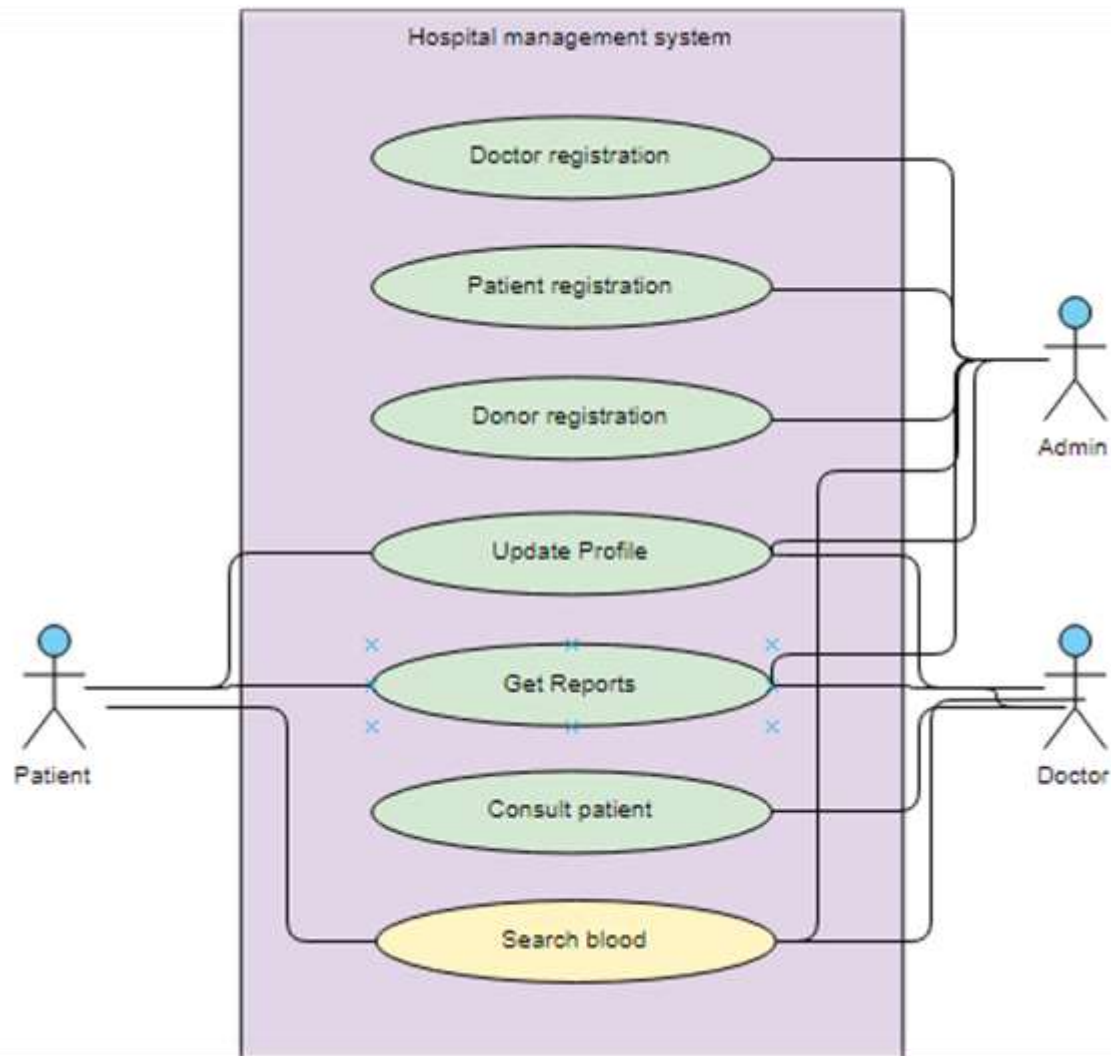 Hospital management system
Doctor registration
Patient registration
Donor registration
Admin
Update Profile
Get Reports
Patient
Doctor
Consult patient
Search blood